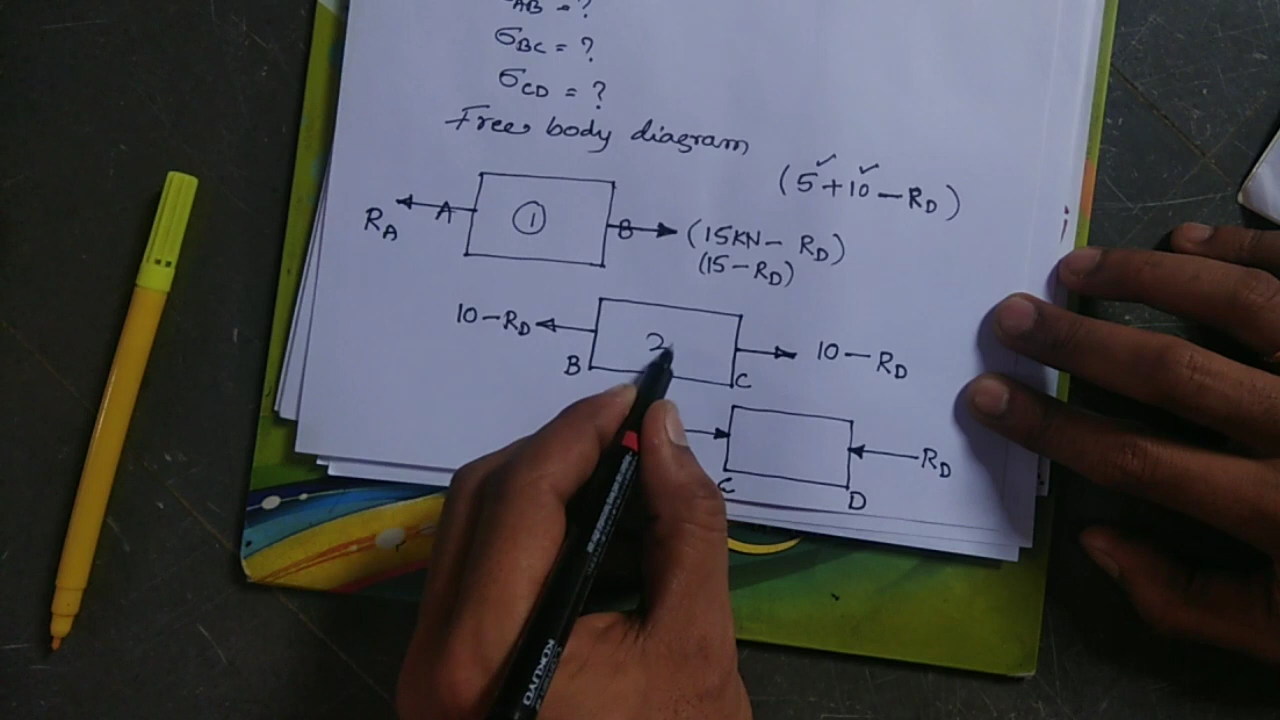 σAB = ?
σBC = ?
σCD = ?
Free body diagram
(5 + 10 - RD)
RA A 1 B (15KN - RD)
(15 - RD)
10 - RD 2 10 - RD
B C
RD
C D
KOKUYO